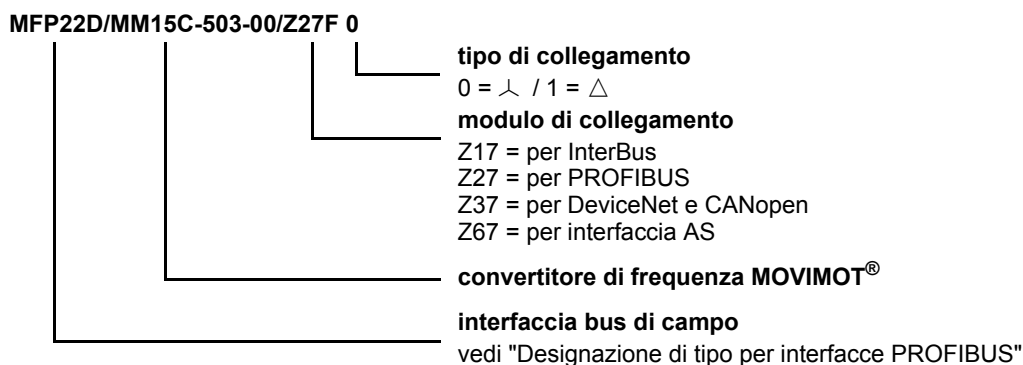 MFP22D/MM15C-503-00/Z27F 0
tipo di collegamento
0 = ⅄ / 1 = △
modulo di collegamento
Z17 = per InterBus
Z27 = per PROFIBUS
Z37 = per DeviceNet e CANopen
Z67 = per interfaccia AS
convertitore di frequenza MOVIMOT®
interfaccia bus di campo
vedi "Designazione di tipo per interfacce PROFIBUS"